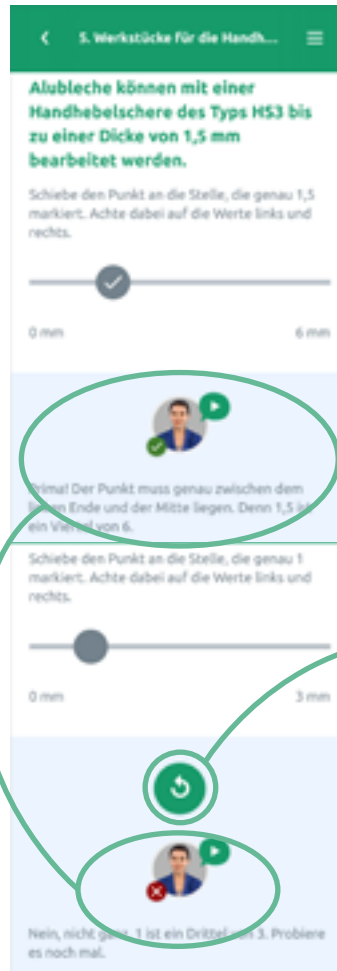 5. Werkstücke für die Handh...
Alubleche können mit einer
Handhebelschere des Typs HS3 bis
zu einer Dicke von 1,5 mm
bearbeitet werden.
Schiebe den Punkt an die Stelle, die genau 1,5
markiert. Achte dabei auf die Werte links und
rechts.
0 mm
6 mm
Prima! Der Punkt muss genau zwischen dem
linken Ende und der Mitte liegen. Denn 1,5 ist
ein Viertel von 6.
Schiebe den Punkt an die Stelle, die genau 1
markiert. Achte dabei auf die Werte links und
rechts.
0 mm
3 mm
Nein, nicht ganz. 1 ist ein Drittel von 3. Probiere
es noch mal.